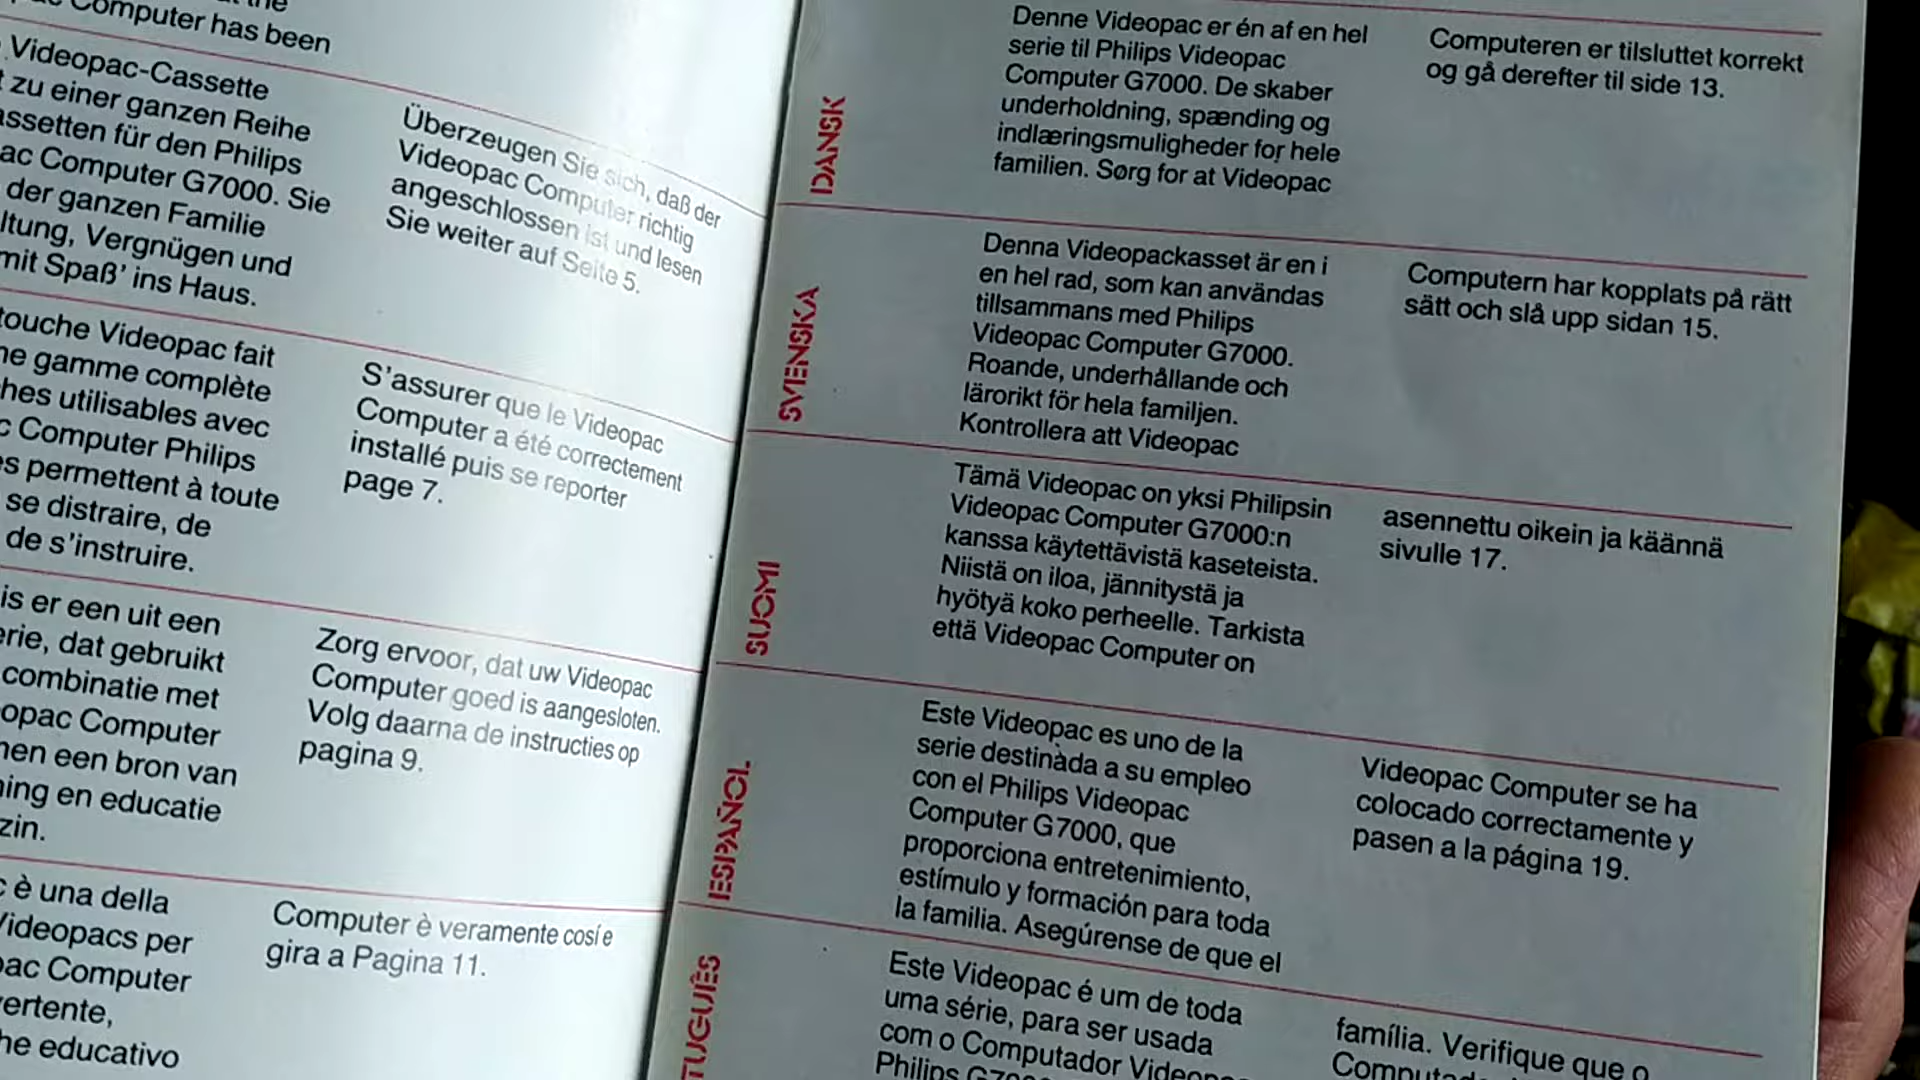 the
Computer has been
Videopac-Cassette
zu einer ganzen Reihe
assetten für den Philips
ac Computer G7000. Sie
der ganzen Familie
ltung, Vergnügen und
mit Spaß' ins Haus.
Überzeugen Sie sich, daß der
Videopac Computer richtig
angeschlossen ist und lesen
Sie weiter auf Seite 5.
touche Videopac fait
ne gamme complète
hes utilisables avec
c Computer Philips
es permettent à toute
se distraire, de
de s'instruire.
S'assurer que le Videopac
Computer a été correctement
installé puis se reporter
page 7.
is er een uit een
erie, dat gebruikt
combinatie met
opac Computer
nen een bron van
ning en educatie
zin.
Zorg ervoor, dat uw Videopac
Computer goed is aangesloten.
Volg daarna de instructies op
pagina 9.
c è una della
Videopacs per
pac Computer
vertente,
he educativo
Computer è veramente così e
gira a Pagina 11.
DANSK
Denne Videopac er én af en hel
serie til Philips Videopac
Computer G7000. De skaber
underholdning, spænding og
indlæringsmuligheder for hele
familien. Sørg for at Videopac
Computeren er tilsluttet korrekt
og gå derefter til side 13.
SVENSKA
Denna Videopackasset är en i
en hel rad, som kan användas
tillsammans med Philips
Videopac Computer G7000.
Roande, underhållande och
lärorikt för hela familjen.
Kontrollera att Videopac
Computern har kopplats på rätt
sätt och slå upp sidan 15.
SUOMI
Tämä Videopac on yksi Philipsin
Videopac Computer G7000:n
kanssa käytettävistä kaseteista.
Niistä on iloa, jännitystä ja
hyötyä koko perheelle. Tarkista
että Videopac Computer on
asennettu oikein ja käännä
sivulle 17.
ESPAÑOL
Este Videopac es uno de la
serie destinàda a su empleo
con el Philips Videopac
Computer G7000, que
proporciona entretenimiento,
estímulo y formación para toda
la familia. Asegúrense de que el
Videopac Computer se ha
colocado correctamente y
pasen a la página 19.
TUGUÊS
Este Videopac é um de toda
uma série, para ser usada
com o Computador Videopac
Philips G7000
família. Verifique que o